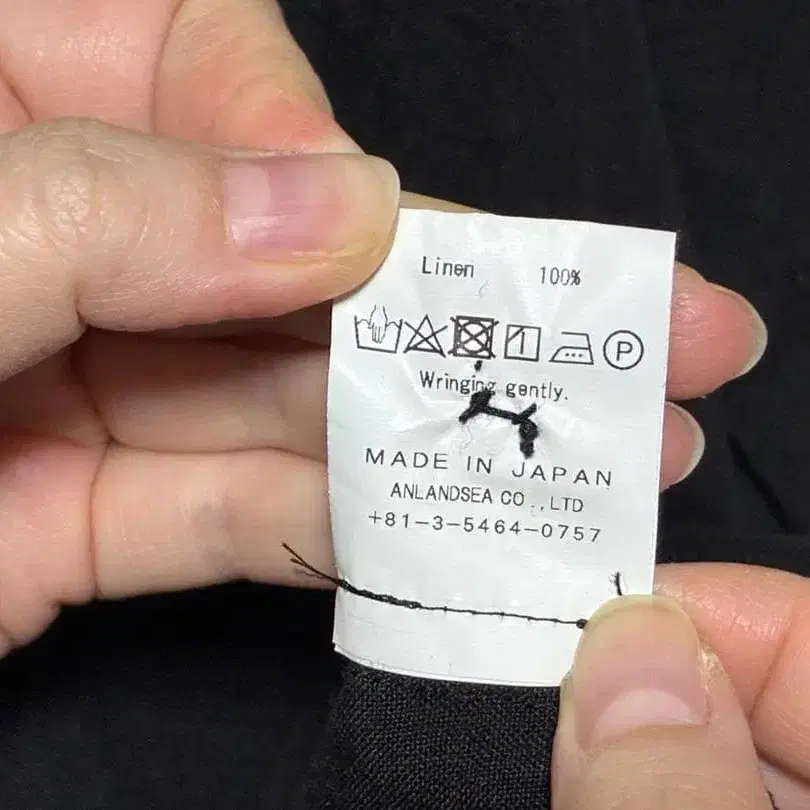 Linen 100%
P
Wringing gently.
MADE IN JAPAN
ANLANDSEA CO.,LTD
+81-3-5464-0757